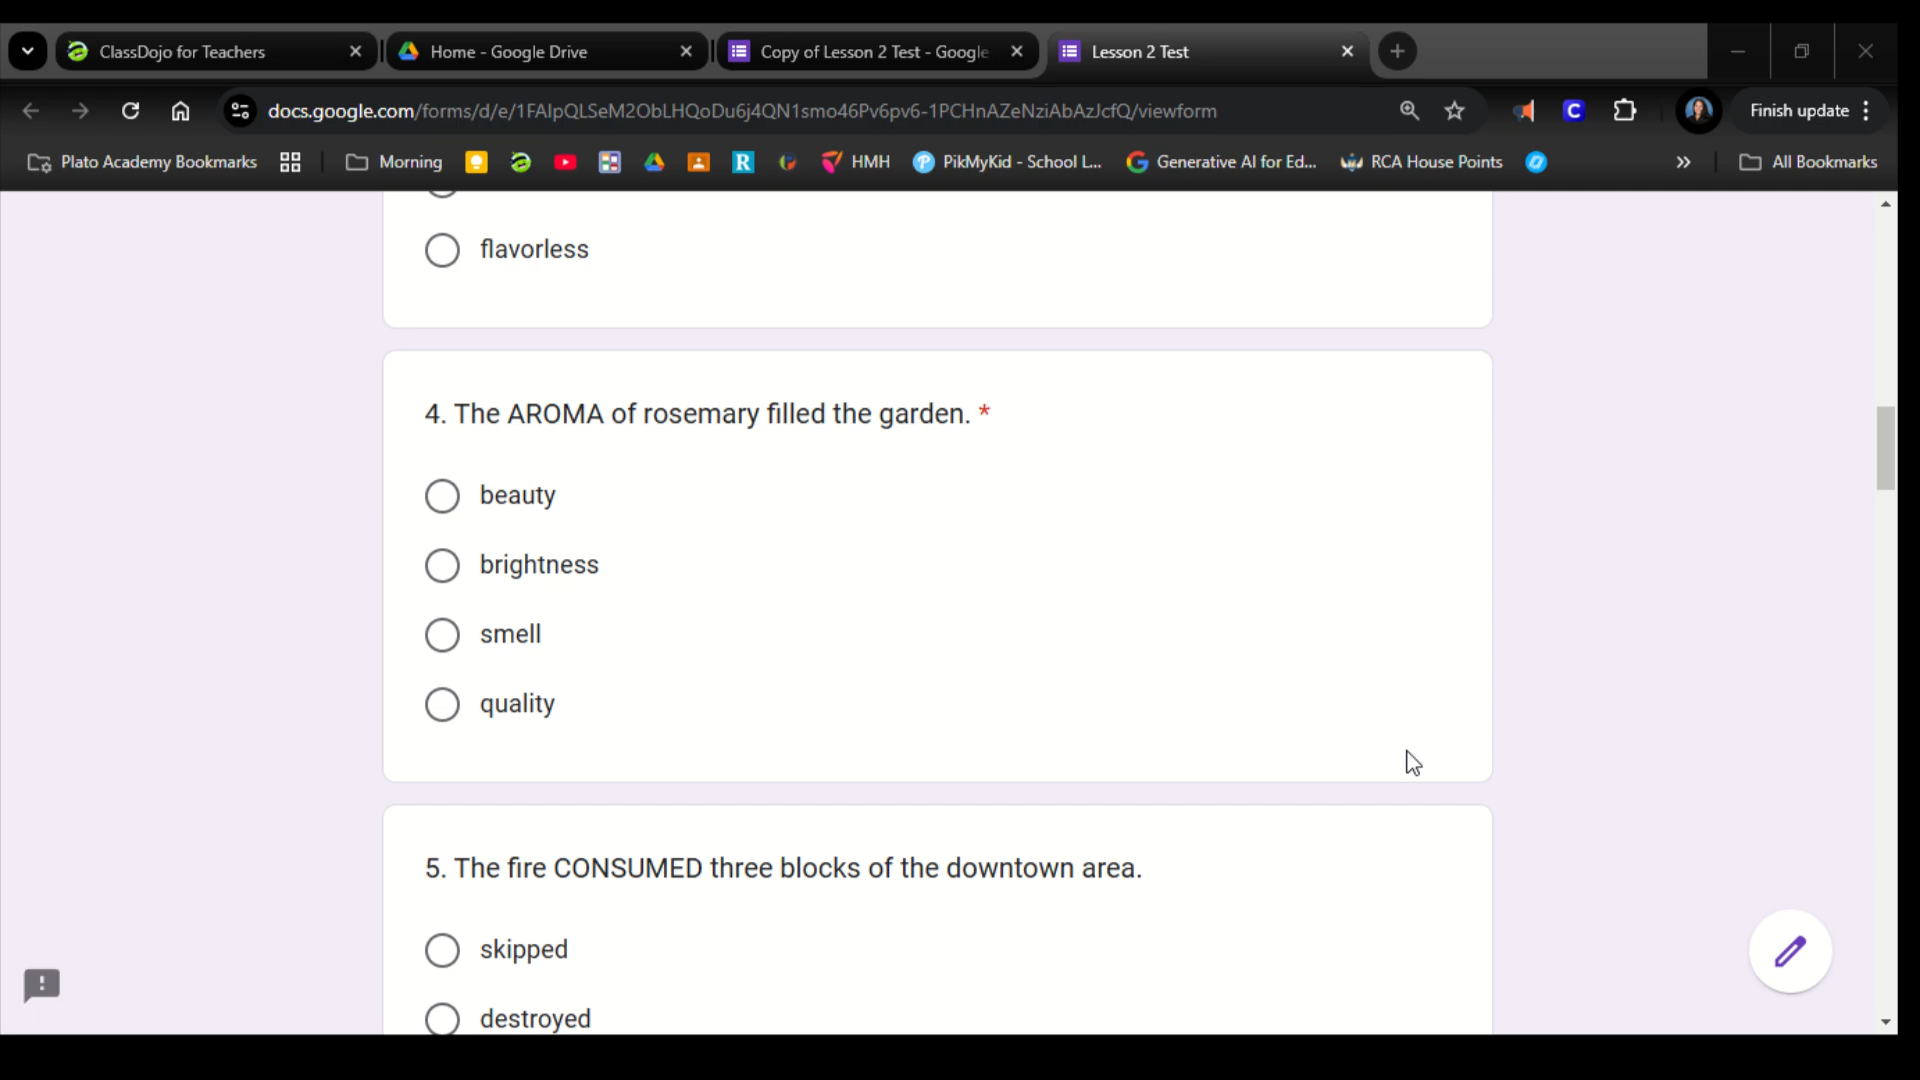 ClassDojo for Teachers
Home - Google Drive
Copy of Lesson 2 Test - Google
Lesson 2 Test
docs.google.com/forms/d/e/1FAIpQLSeM2ObLHQoDu6j4QN1smo46Pv6pv6-1PCHnAZeNziAbAzJcfQ/viewform
Finish update
Plato Academy Bookmarks
Morning
HMH
PikMyKid - School L...
Generative AI for Ed...
RCA House Points
All Bookmarks
flavorless
4. The AROMA of rosemary filled the garden. *
beauty
brightness
smell
quality
5. The fire CONSUMED three blocks of the downtown area.
skipped
destroyed